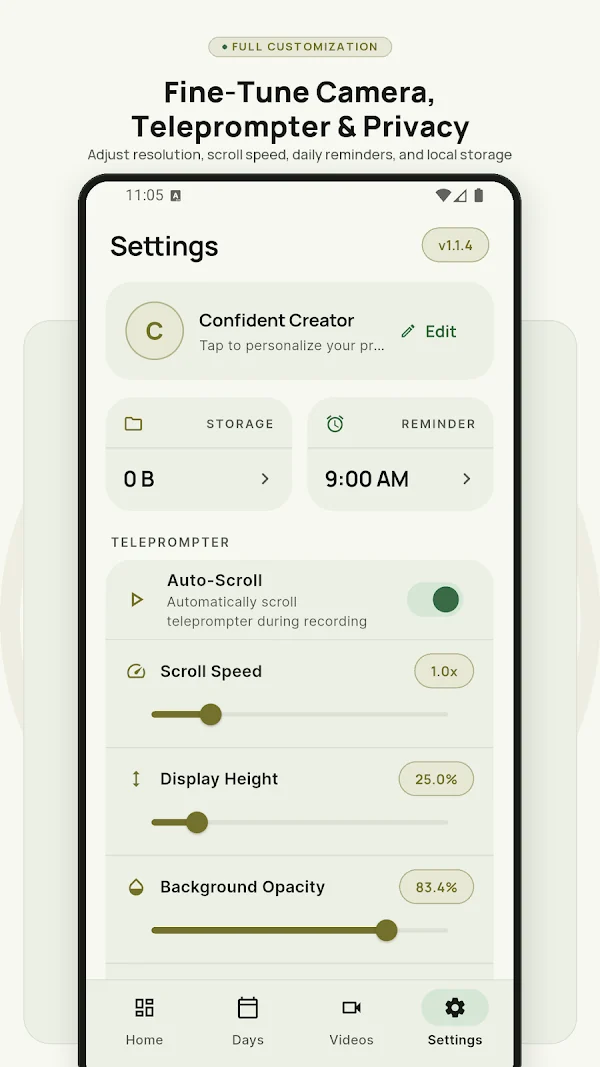 FULL CUSTOMIZATION
Fine-Tune Camera,
Teleprompter & Privacy
Adjust resolution, scroll speed, daily reminders, and local storage
11:05 A
Settings
v1.1.4
C
Confident Creator
Tap to personalize your pr...
Edit
STORAGE
REMINDER
0 B
9:00 AM
TELEPROMPTER
Auto-Scroll
Automatically scroll
teleprompter during recording
Scroll Speed
1.0x
Display Height
25.0%
Background Opacity
83.4%
Home
Days
Videos
Settings